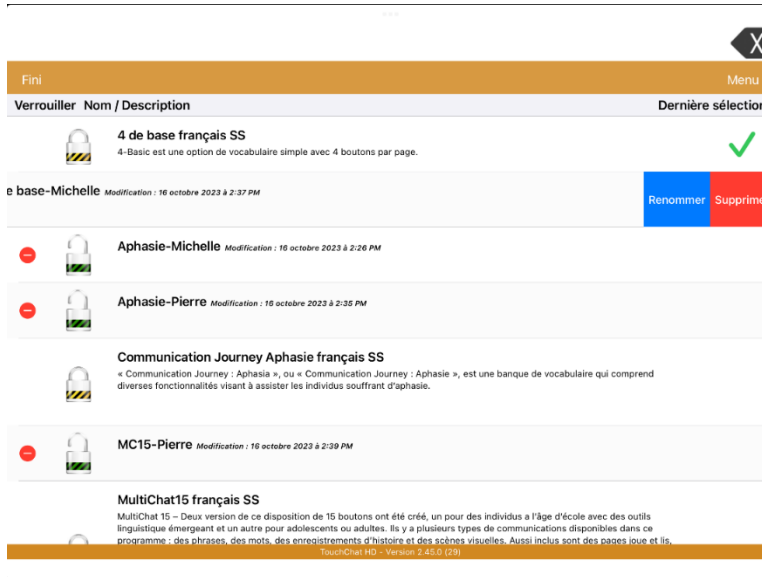 Fini
Menu
Verrouiller Nom / Description
Dernière sélection
4 de base français SS
4-Basic est une option de vocabulaire simple avec 4 boutons par page.
e base-Michelle Modification : 16 octobre 2023 à 2:37 PM
Renommer
Supprime
Aphasie-Michelle Modification : 16 octobre 2023 à 2:26 PM
Aphasie-Pierre Modification : 16 octobre 2023 à 2:35 PM
Communication Journey Aphasie français SS
« Communication Journey : Aphasia », ou « Communication Journey : Aphasie », est une banque de vocabulaire qui comprend
diverses fonctionnalités visant à assister les individus souffrant d'aphasie.
MC15-Pierre Modification : 16 octobre 2023 à 2:39 PM
MultiChat15 français SS
MultiChat 15 – Deux version de ce disposition de 15 boutons ont été créé, un pour des individus a l'âge d'école avec des outils
linguistique émergeant et un autre pour adolescents ou adultes. Ils y a plusieurs types de communications disponibles dans ce
programme : des phrases, des mots, des enregistrements d'histoire et des scènes visuelles. Aussi inclus sont des pages joue et lis,
TouchChat HD - Version 2.45.0 (29)